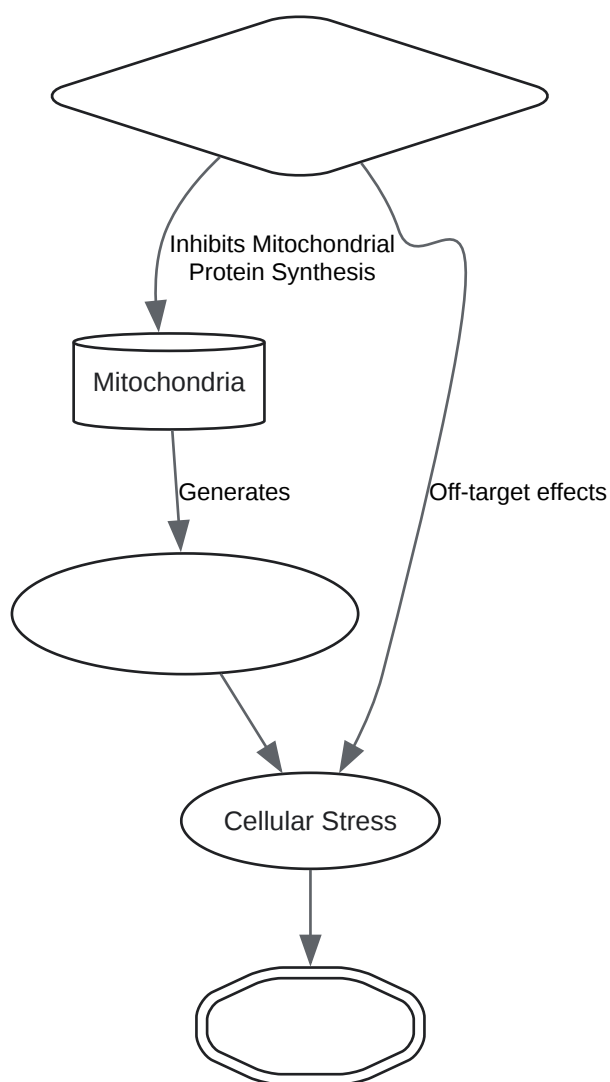 Inhibits Mitochondrial
Protein Synthesis
Mitochondria
Generates
Off-target effects
Cellular Stress